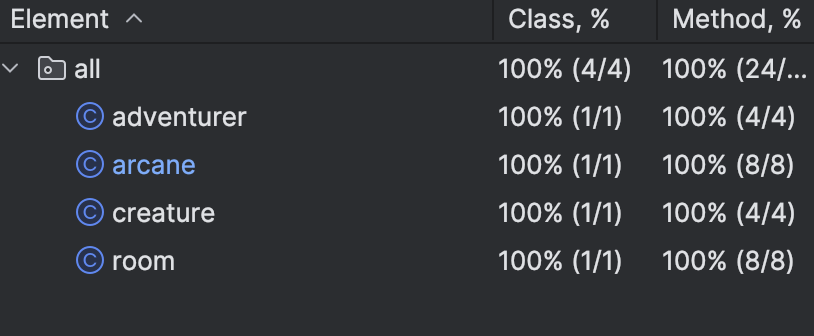 Element Class, % Method, %
all 100% (4/4) 100% (24/...
C adventurer 100% (1/1) 100% (4/4)
C arcane 100% (1/1) 100% (8/8)
C creature 100% (1/1) 100% (4/4)
C room 100% (1/1) 100% (8/8)